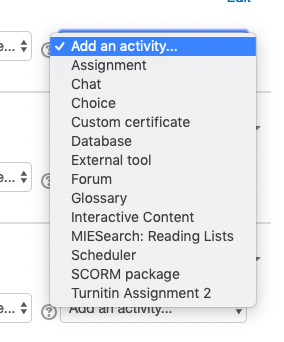 Edit
e...
✓ Add an activity...
Assignment
Chat
Choice
Custom certificate
Database
e...
External tool
Forum
Glossary
Interactive Content
MIESearch: Reading Lists
Scheduler
SCORM package
Turnitin Assignment 2
e...
Add an activity...